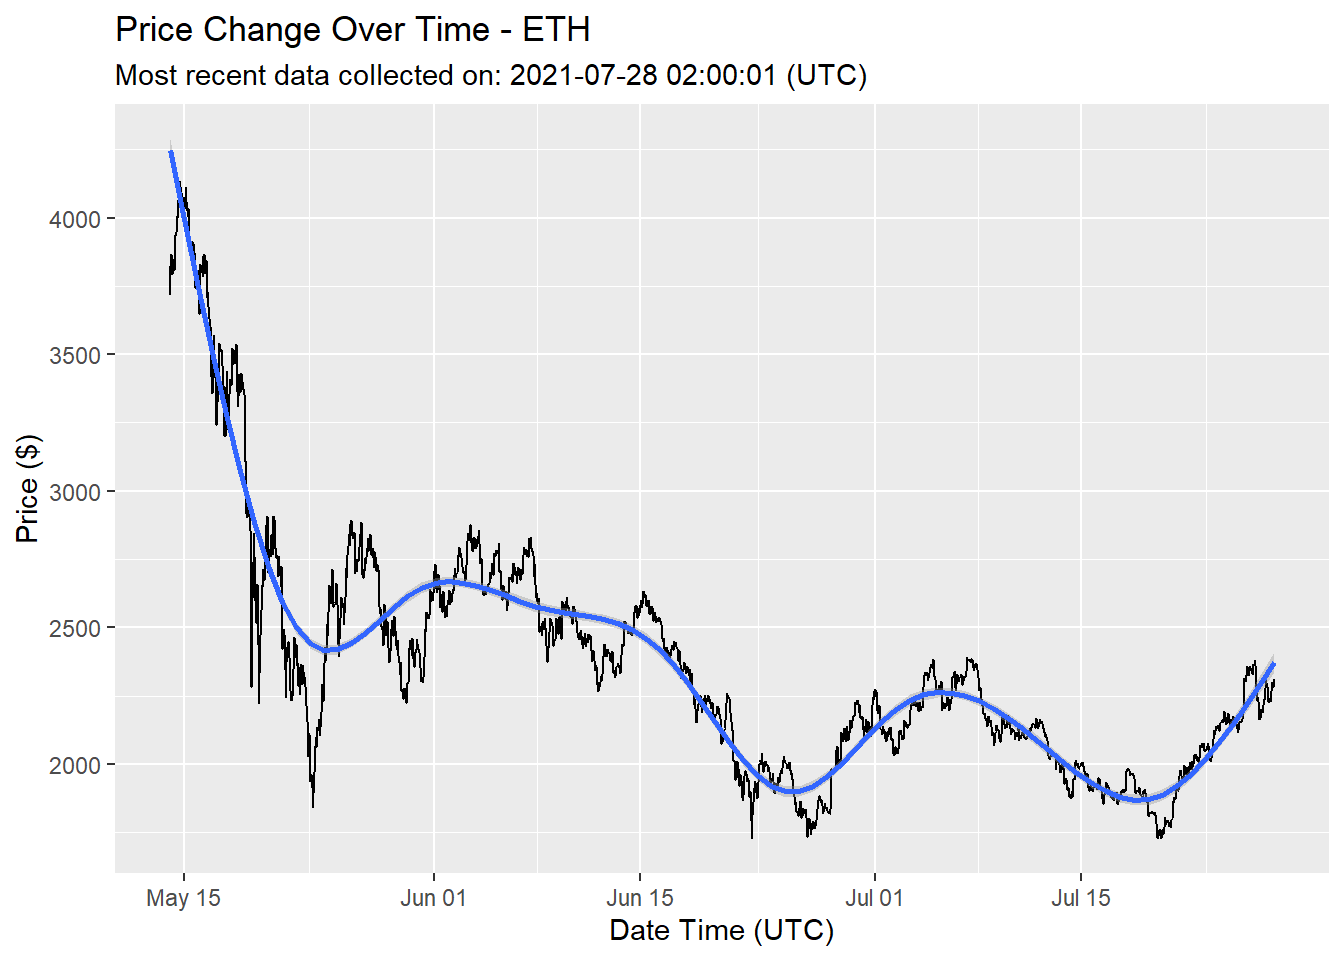 Price Change Over Time - ETH
Most recent data collected on: 2021-07-28 02:00:01 (UTC)
Price ($)
4000
3500
3000
2500
2000
May 15
Jun 01
Jun 15
Jul 01
Jul 15
Date Time (UTC)